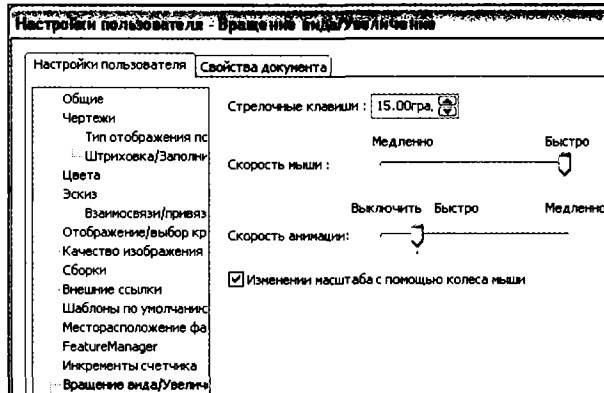 Настройки пользователя - Вращение вида/Увеличение
Настройки пользователя Свойства документа
Общие
Чертежи
Тип отображения пс
Штриховка/Заполни
Цвета
Эскиз
Взаимосвязи/привяз
Отображение/выбор кр
Качество изображения
Сборки
Внешние ссылки
Шаблоны по умолчанию
Месторасположение фа
FeatureManager
Инкременты счетчика
Вращение вида/Увелич
Стрелочные клавиши : 15.00гра.
Медленно Быстро
Скорость мыши :
Выключить Быстро Медленно
Скорость анимации:
Изменении масштаба с помощью колеса мыши